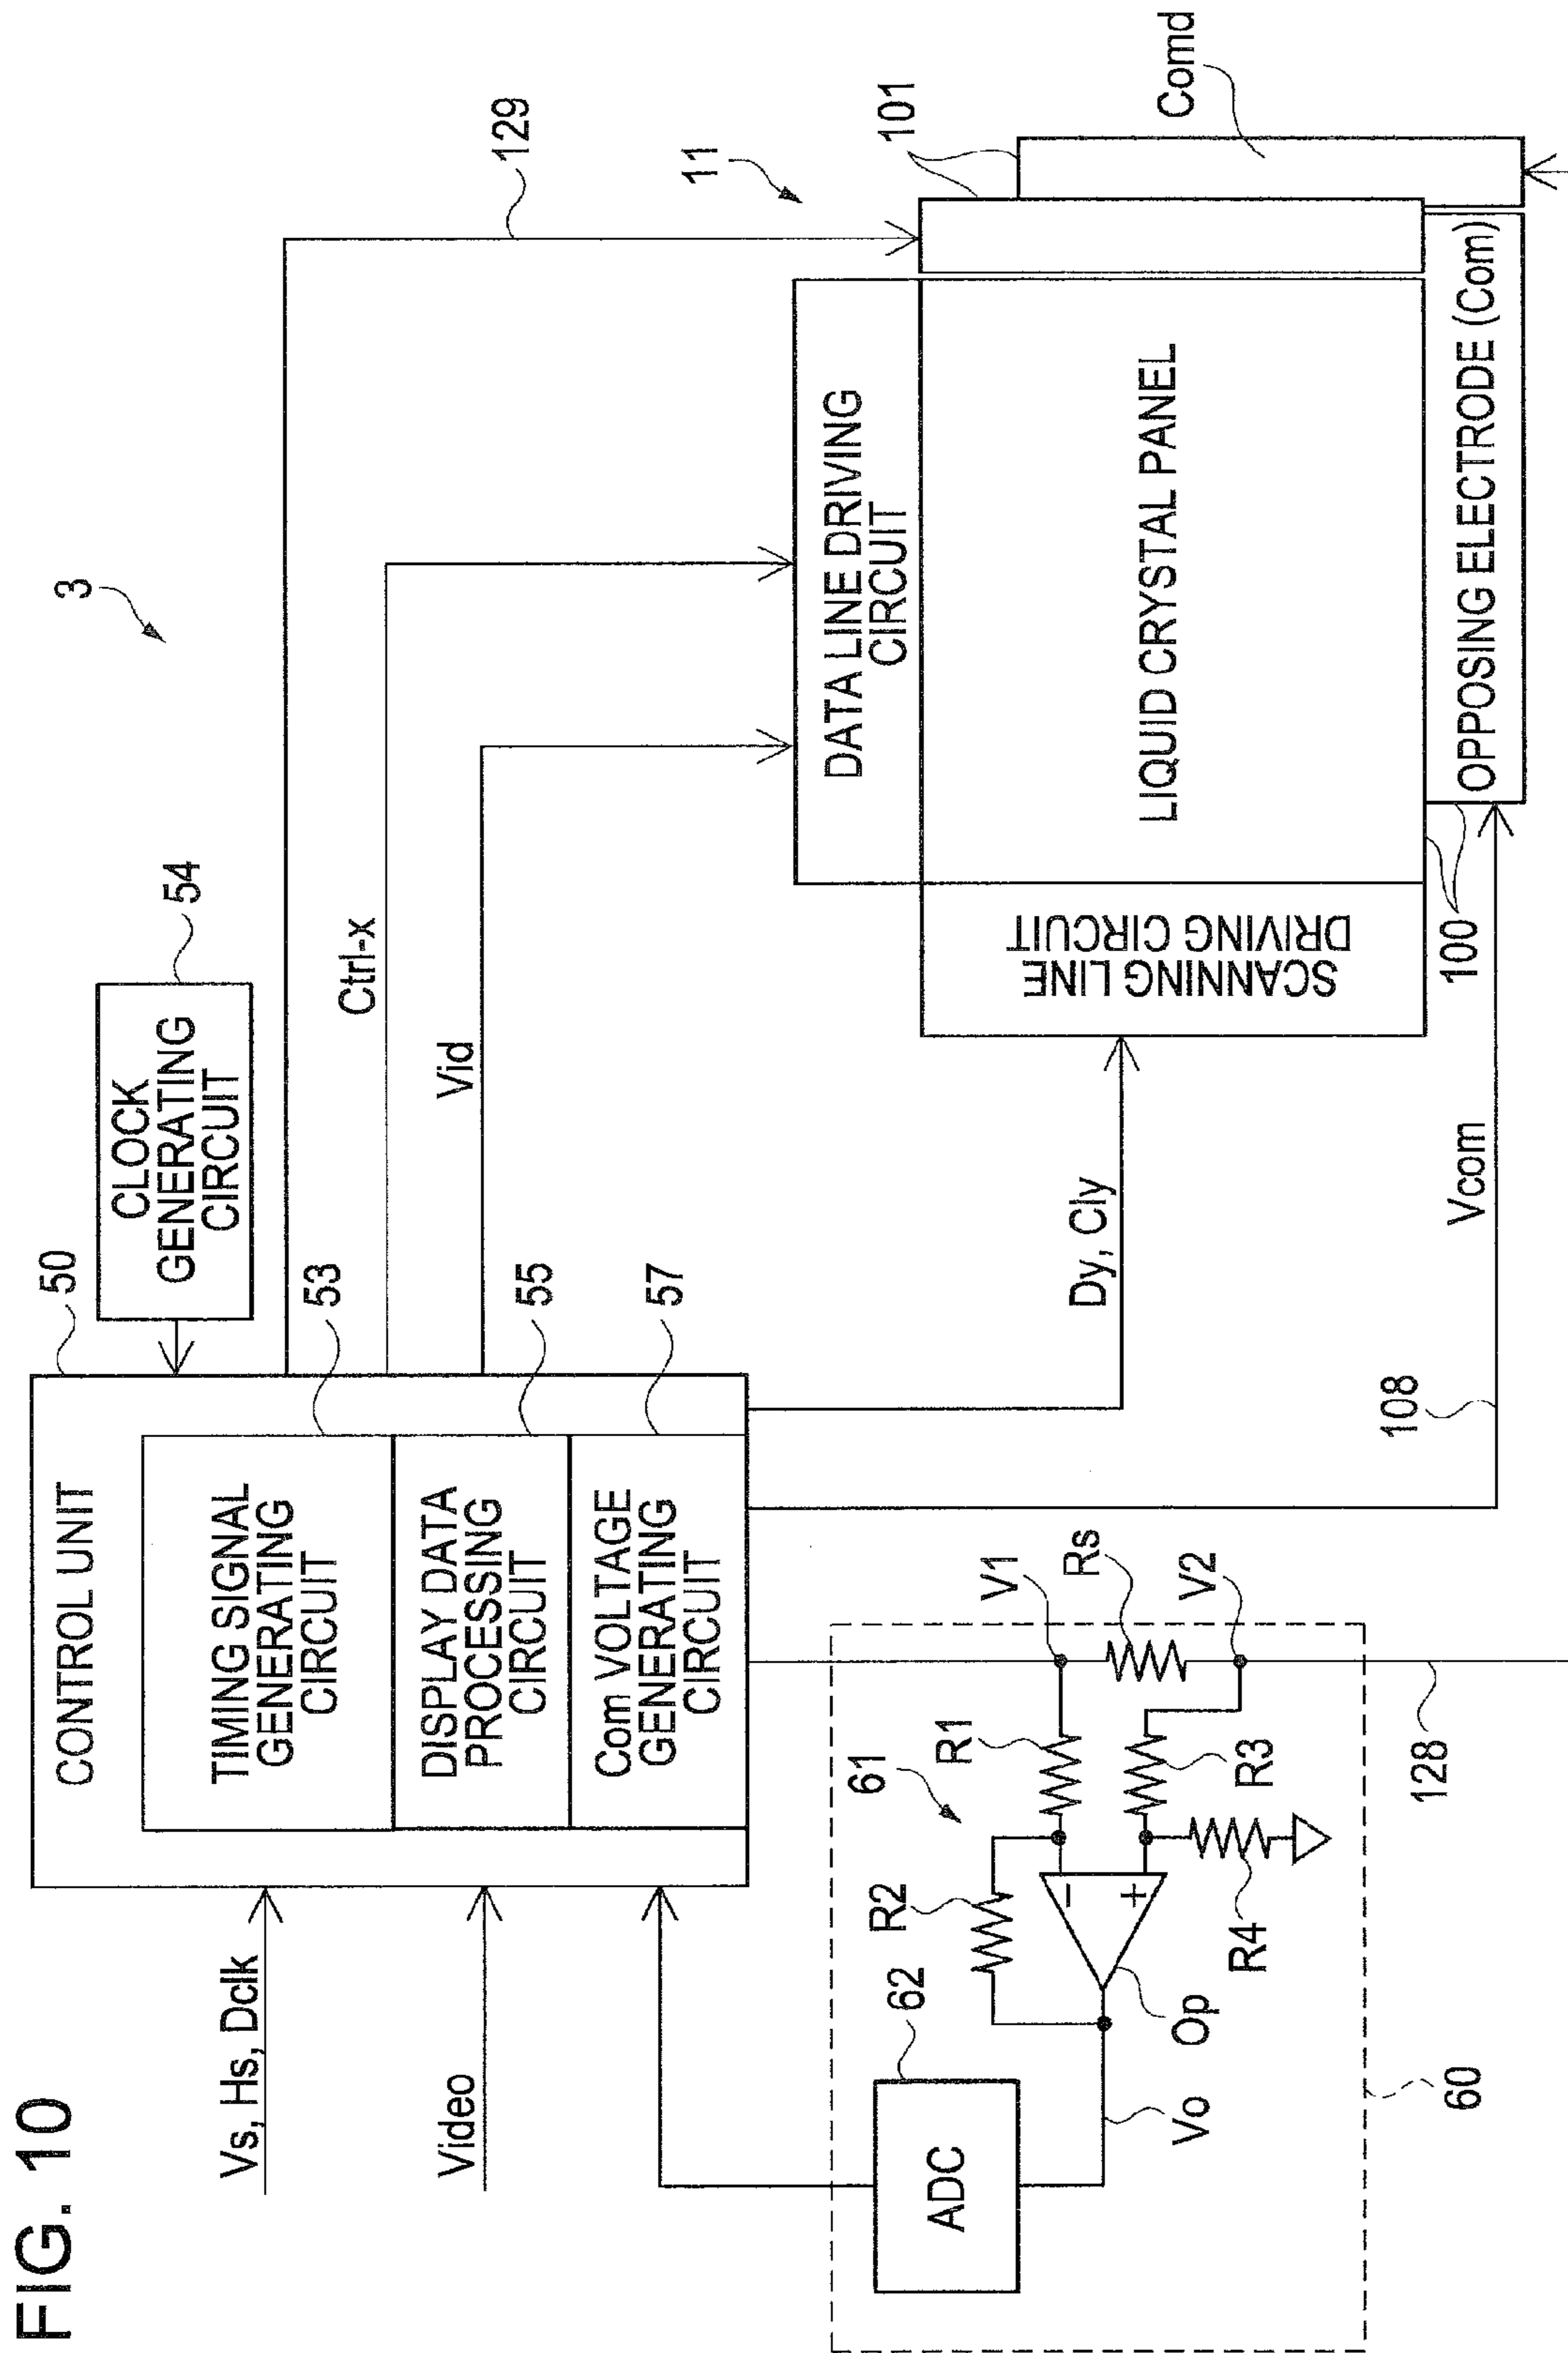 FIG. 10
3
Vs, Hs, Dclk
Video
50
CONTROL UNIT
TIMING SIGNAL
GENERATING
CIRCUIT
53
DISPLAY DATA
PROCESSING
CIRCUIT
55
Com VOLTAGE
GENERATING
CIRCUIT
57
CLOCK
GENERATING
CIRCUIT
54
129
Ctrl-x
Vid
11
101
Comd
DATA LINE DRIVING
CIRCUIT
LIQUID CRYSTAL PANEL
SCANNING LINE
DRIVING CIRCUIT
OPPOSING ELECTRODE (Com)
100
Dy, Cly
Vcom
108
V1
Rs
V2
61
R1
R2
R3
R4
62
ADC
−
+
Op
Vo
60
128